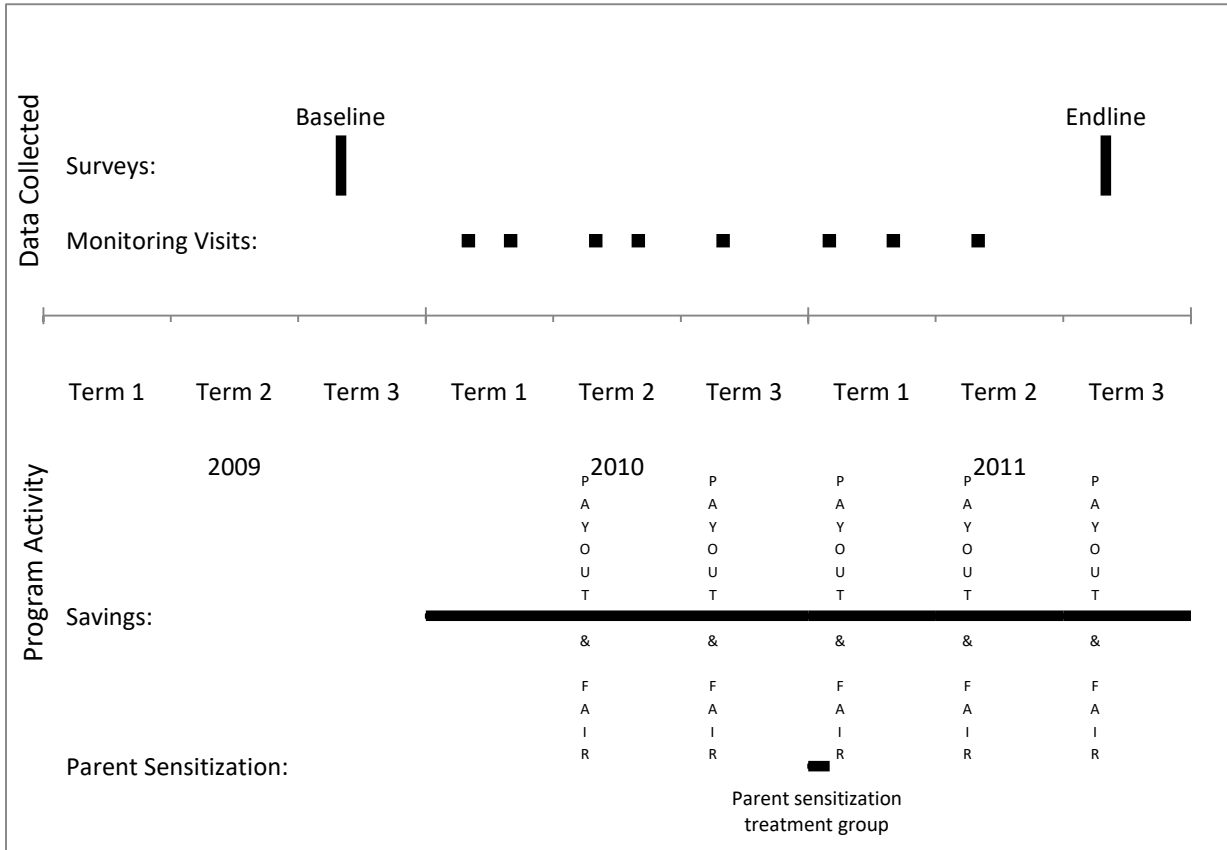 Data Collected
Baseline
Endline
Surveys:
Monitoring Visits:
Term 1
Term 2
Term 3
Term 1
Term 2
Term 3
Term 1
Term 2
Term 3
2009
2010
2011
Program Activity
PAYOUT & FAIR
PAYOUT & FAIR
PAYOUT & FAIR
PAYOUT & FAIR
PAYOUT & FAIR
Savings:
Parent Sensitization:
Parent sensitization
treatment group